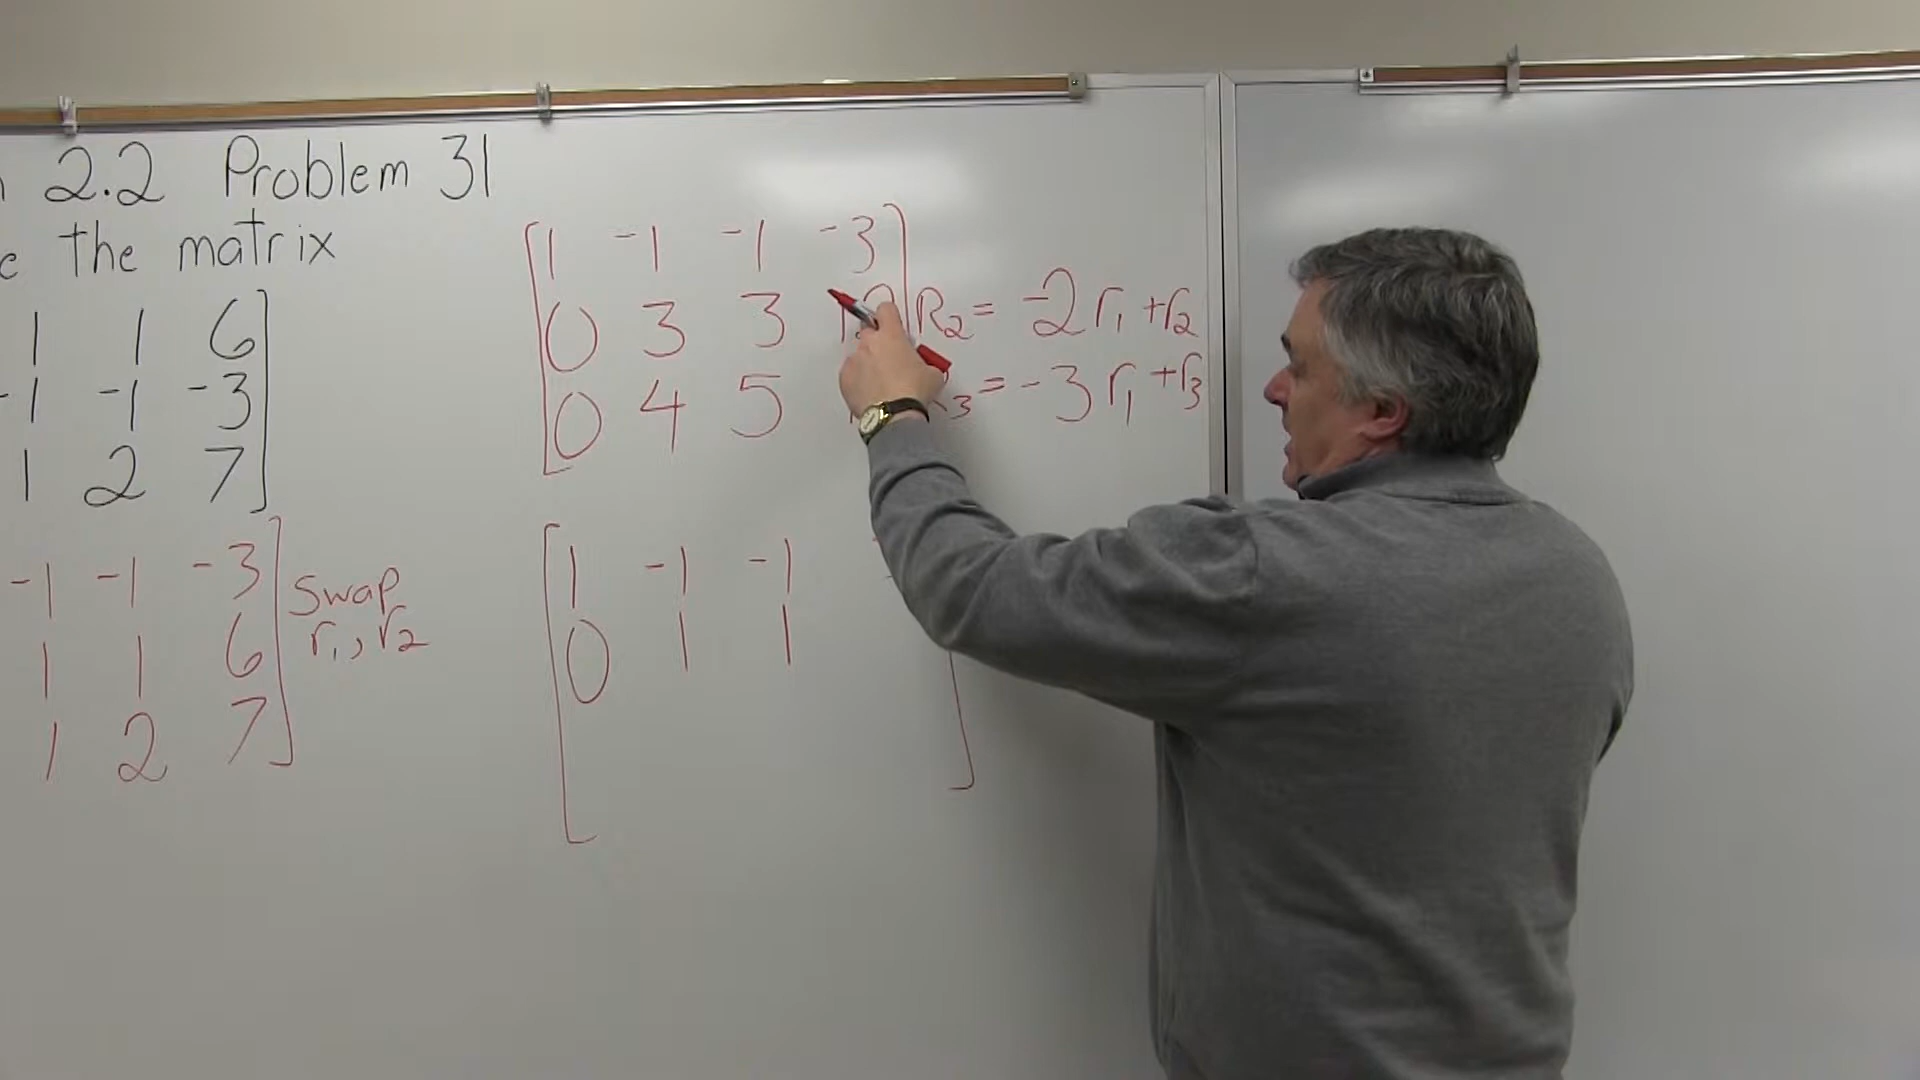 2.2 Problem 31
the matrix
1 1 6
-1 -1 -3
1 2 7
-1 -1 -3
1 1 6
1 2 7
Swap
r1, r2
1 -1 -1 -3
0 3 3 12 R2 = -2r1 + r2
0 4 5 R3 = -3r1 + r3
1 -1 -1
0 1 1